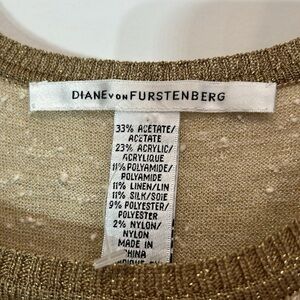 DIANE VON FURSTENBERG
33% ACETATE/
ACETATE
23% ACRYLIC/
ACRYLIQUE
11% POLYAMIDE/
POLYAMIDE
11% LINEN/LIN
11% SILK/SOIE
9% POLYESTER/
POLYESTER
2% NYLON/
NYLON
MADE IN
CHINA